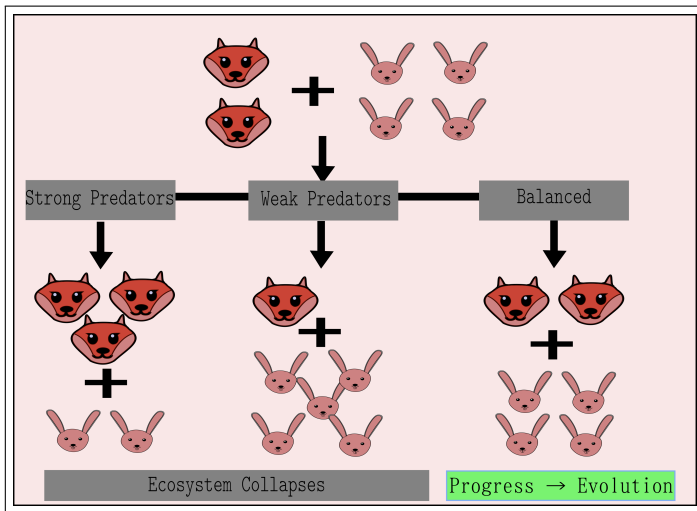 Strong Predators
Weak Predators
Balanced
Ecosystem Collapses
Progress → Evolution